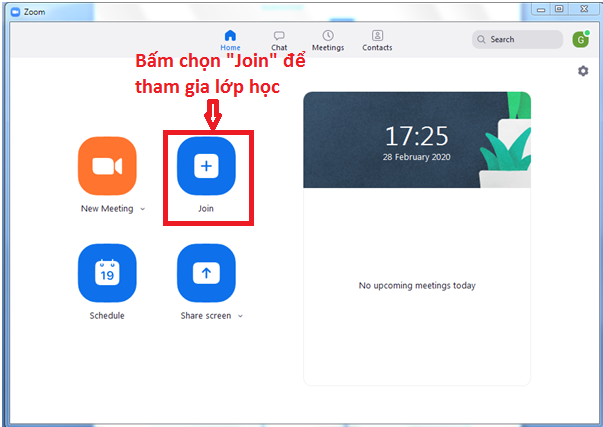 Zoom
Home
Chat
Meetings
Contacts
Search
G
Bấm chọn "Join" để
tham gia lớp học
17:25
28 February 2020
New Meeting
Join
19
Schedule
Share screen
No upcoming meetings today